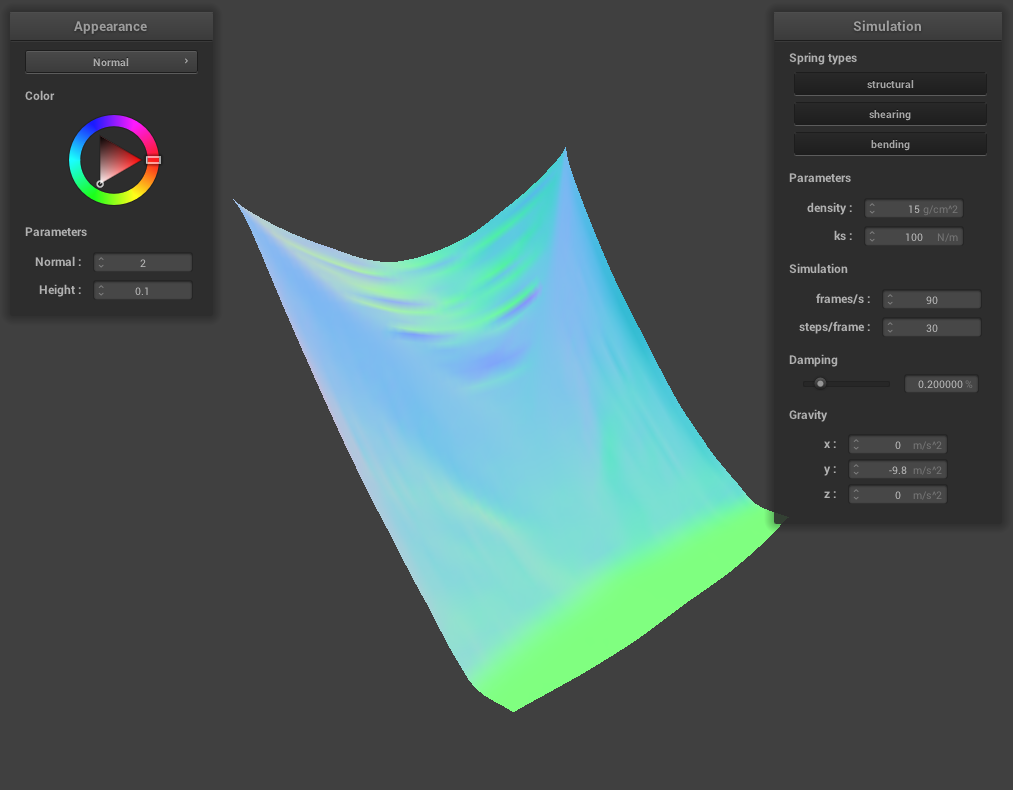 Appearance
Normal
Color
Parameters
Normal : 2
Height : 0.1
Simulation
Spring types
structural
shearing
bending
Parameters
density : 15 g/cm^2
ks : 100 N/m
Simulation
frames/s : 90
steps/frame : 30
Damping
0.200000 %
Gravity
x : 0 m/s^2
y : -9.8 m/s^2
z : 0 m/s^2